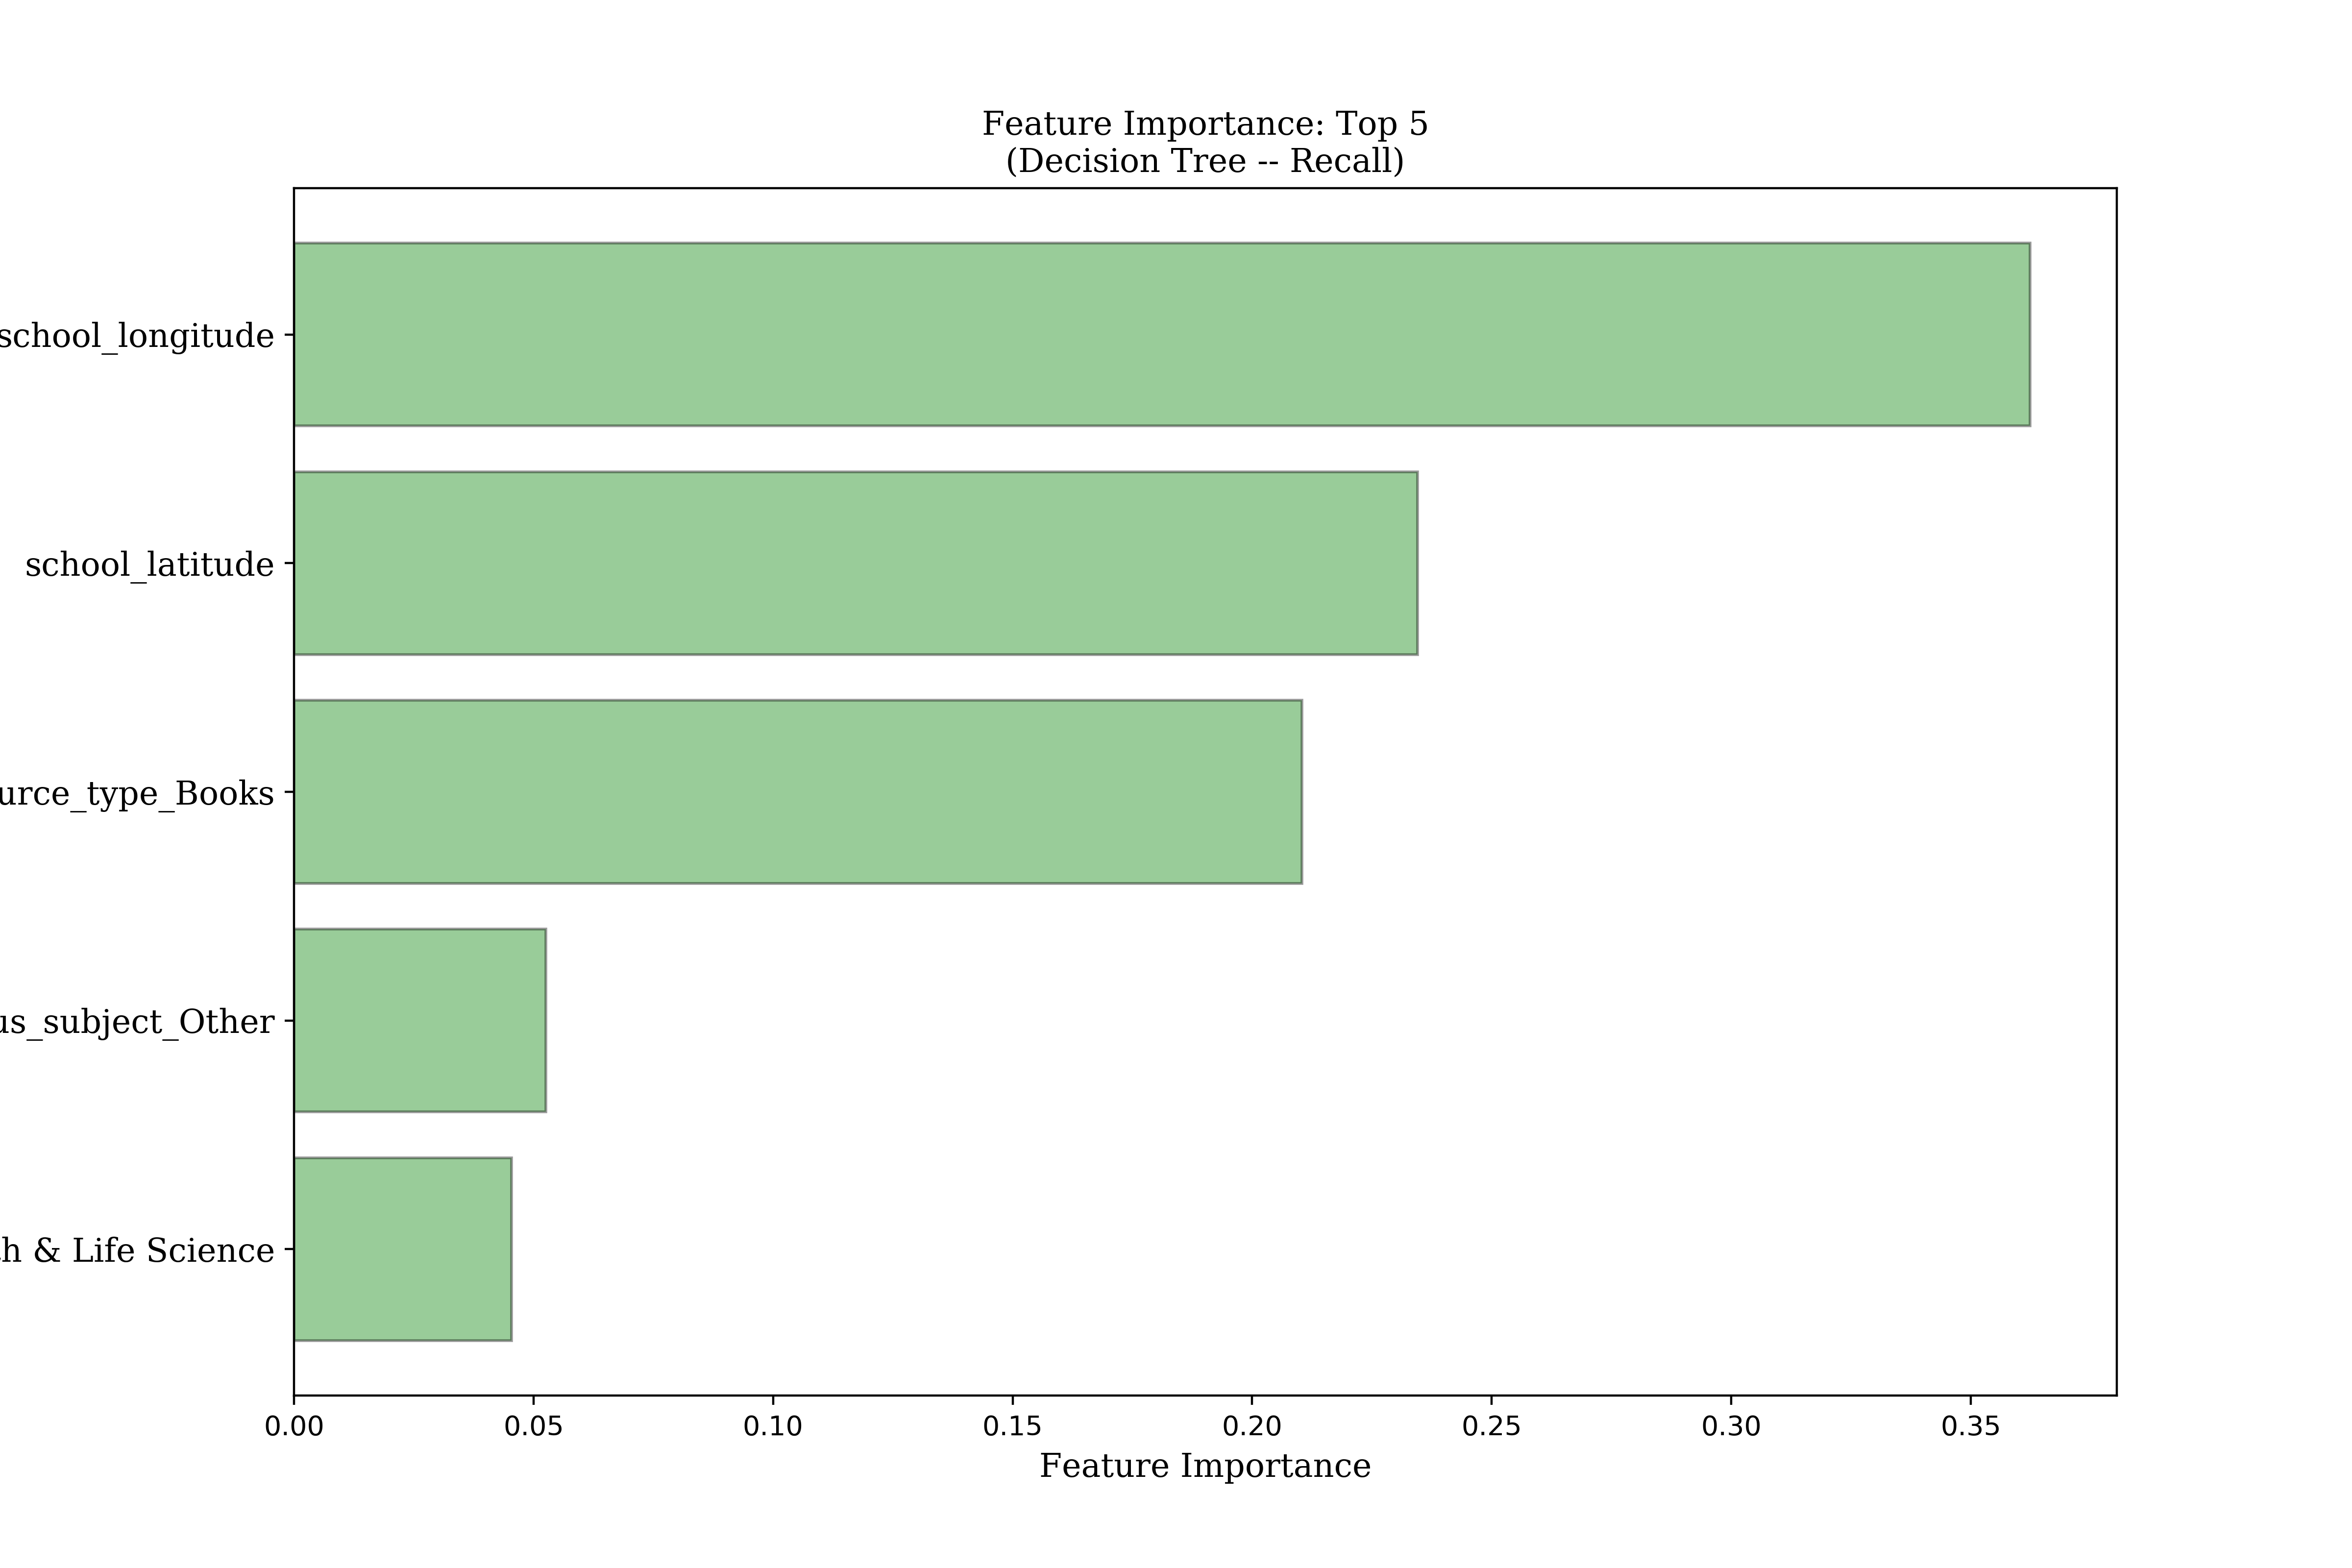 Feature Importance: Top 5
(Decision Tree -- Recall)
school_longitude
school_latitude
urce_type_Books
us_subject_Other
h & Life Science
0.00 0.05 0.10 0.15 0.20 0.25 0.30 0.35
Feature Importance